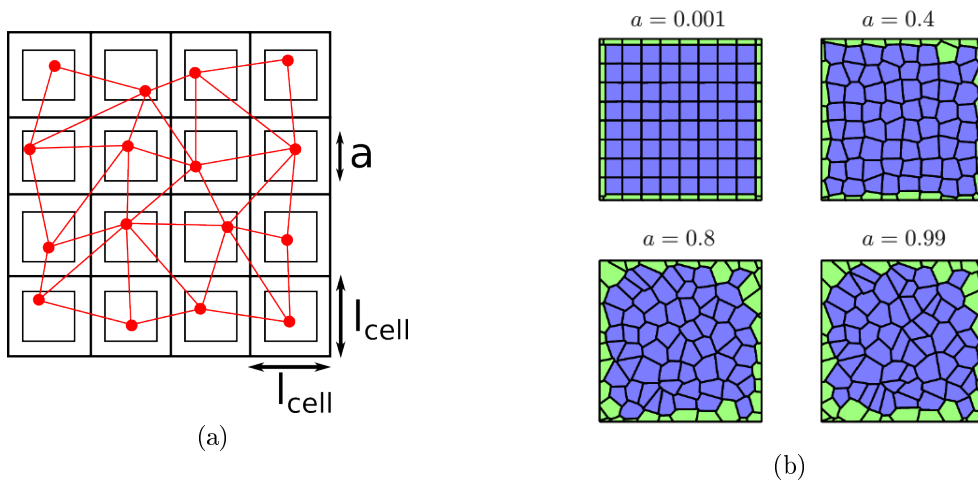 a
l_cell
l_cell
(a)
a = 0.001
a = 0.4
a = 0.8
a = 0.99
(b)